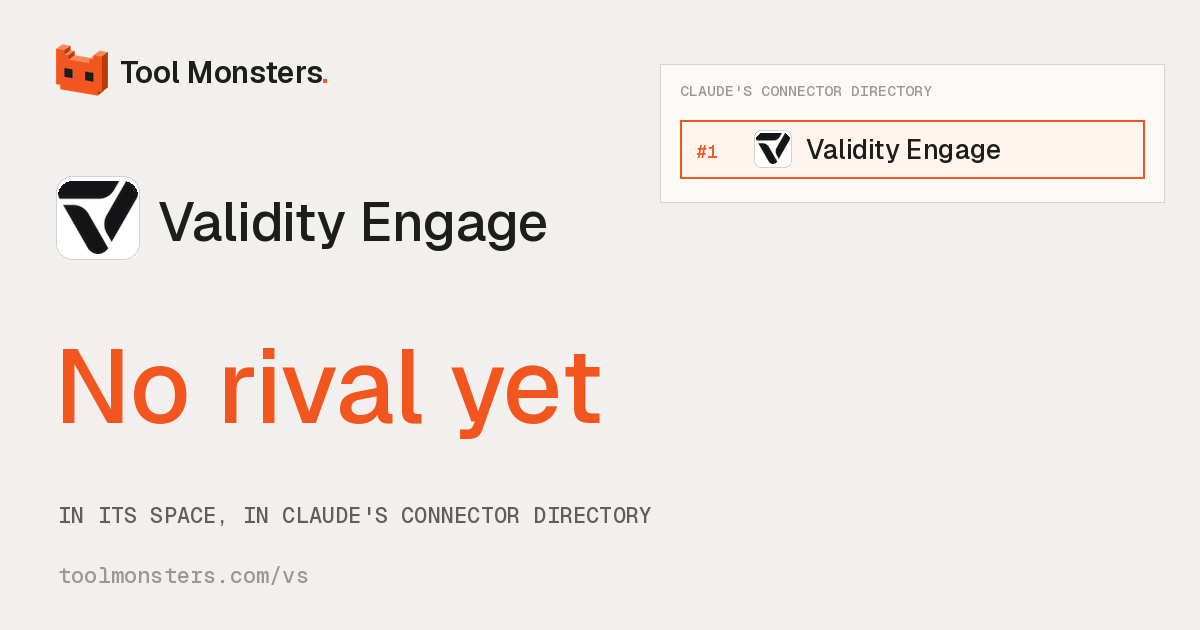 Tool Monsters.
Validity Engage
No rival yet
IN ITS SPACE, IN CLAUDE'S CONNECTOR DIRECTORY
toolmonsters.com/vs
CLAUDE'S CONNECTOR DIRECTORY
#1 Validity Engage